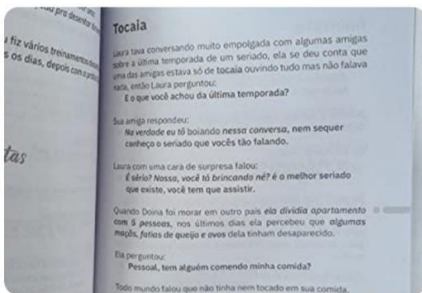 fiz vários treinamentos
s os dias, depois com a
tas
Tocaia
Laura tava conversando muito empolgada com algumas amigas
sobre a última temporada de um seriado, ela se deu conta que
uma das amigas estava só de tocaia ouvindo tudo mas não falava
nada, então Laura perguntou:
E o que você achou da última temporada?
Sua amiga respondeu:
Na verdade eu tô boiando nessa conversa, nem sequer
conheço o seriado que vocês tão falando.
Laura com uma cara de surpresa falou:
É sério? Nossa, você tá brincando né? é o melhor seriado
que existe, você tem que assistir.
Quando Doina foi morar em outro país ela dividia apartamento
com 5 pessoas, nos últimos dias ela percebeu que algumas
maçãs, fatias de queijo e ovos dela tinham desaparecido.
Ela perguntou:
Pessoal, tem alguém comendo minha comida?
Todo mundo falou que não tinha nem tocado em sua comida